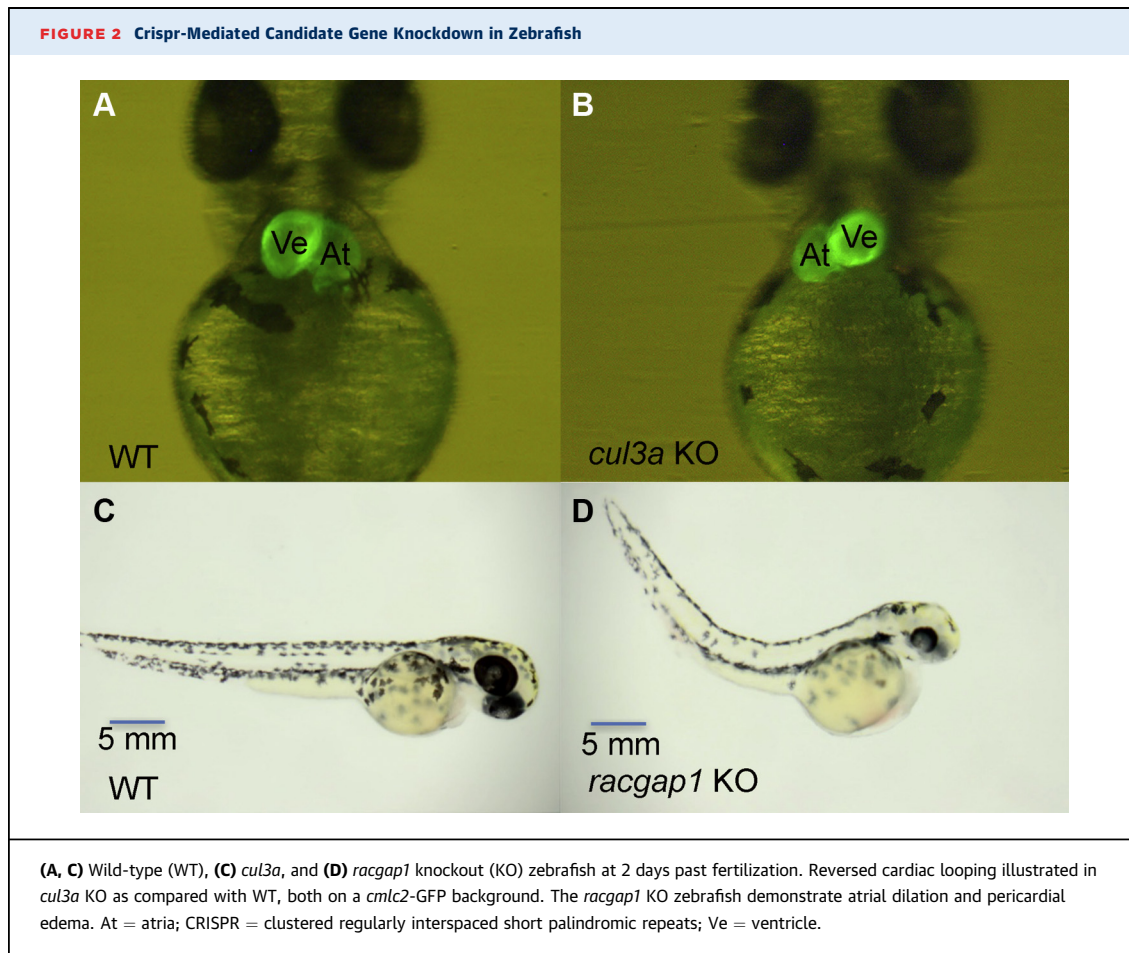 FIGURE 2 Crispr-Mediated Candidate Gene Knockdown in Zebrafish
A
B
Ve
At
At
Ve
WT
cul3a KO
C
D
5 mm
WT
5 mm
racgap1 KO
(A, C) Wild-type (WT), (C) cul3a, and (D) racgap1 knockout (KO) zebrafish at 2 days past fertilization. Reversed cardiac looping illustrated in
cul3a KO as compared with WT, both on a cmlc2-GFP background. The racgap1 KO zebrafish demonstrate atrial dilation and pericardial
edema. At = atria; CRISPR = clustered regularly interspaced short palindromic repeats; Ve = ventricle.